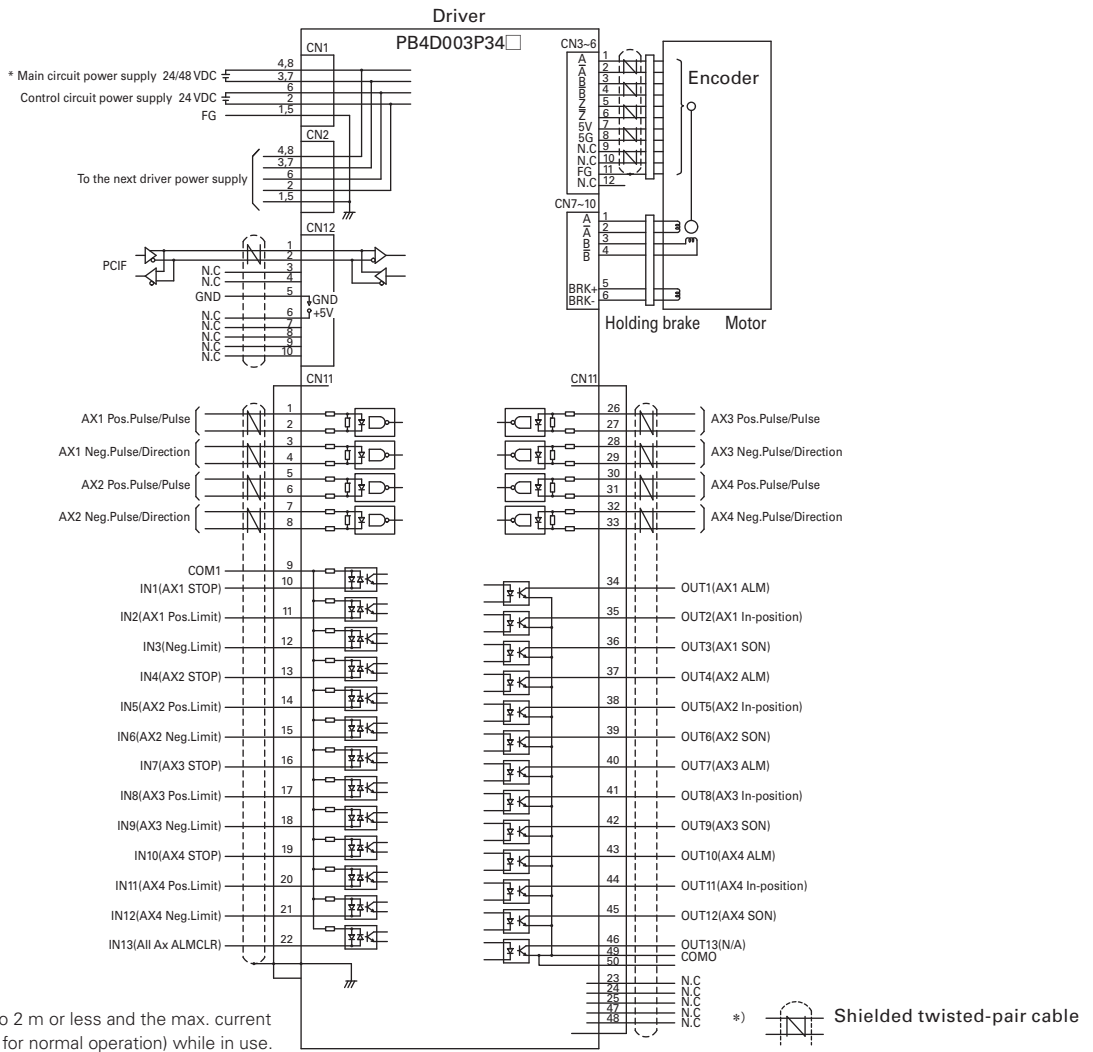 Driver
PB4D003P34□
CN1
4,8
3,7
6
2
1,5
* Main circuit power supply 24/48 VDC
Control circuit power supply 24 VDC
FG
CN2
4,8
3,7
6
2
1,5
To the next driver power supply
CN12
PCIF
1
2
N.C 3
N.C 4
GND 5 GND
N.C 6 +5V
N.C 7
N.C 8
N.C 9
N.C 10
CN3~6
A 1
A̅ 2
B 3
B̅ 4
Z 5
Z̅ 6
5V 7
5G 8
N.C 9
N.C 10
FG 11
N.C 12
Encoder
CN7~10
A 1
A̅ 2
B 3
B̅ 4
BRK+ 5
BRK- 6
Holding brake Motor
CN11
AX1 Pos.Pulse/Pulse 1 2
AX1 Neg.Pulse/Direction 3 4
AX2 Pos.Pulse/Pulse 5 6
AX2 Neg.Pulse/Direction 7 8
COM1 9
IN1(AX1 STOP) 10
IN2(AX1 Pos.Limit) 11
IN3(Neg.Limit) 12
IN4(AX2 STOP) 13
IN5(AX2 Pos.Limit) 14
IN6(AX2 Neg.Limit) 15
IN7(AX3 STOP) 16
IN8(AX3 Pos.Limit) 17
IN9(AX3 Neg.Limit) 18
IN10(AX4 STOP) 19
IN11(AX4 Pos.Limit) 20
IN12(AX4 Neg.Limit) 21
IN13(All Ax ALMCLR) 22
CN11
26 27 AX3 Pos.Pulse/Pulse
28 29 AX3 Neg.Pulse/Direction
30 31 AX4 Pos.Pulse/Pulse
32 33 AX4 Neg.Pulse/Direction
34 OUT1(AX1 ALM)
35 OUT2(AX1 In-position)
36 OUT3(AX1 SON)
37 OUT4(AX2 ALM)
38 OUT5(AX2 In-position)
39 OUT6(AX2 SON)
40 OUT7(AX3 ALM)
41 OUT8(AX3 In-position)
42 OUT9(AX3 SON)
43 OUT10(AX4 ALM)
44 OUT11(AX4 In-position)
45 OUT12(AX4 SON)
46 OUT13(N/A)
49 COMO
50
23 N.C
24 N.C
25 N.C
47 N.C
48 N.C
*) Shielded twisted-pair cable
o 2 m or less and the max. current
for normal operation) while in use.